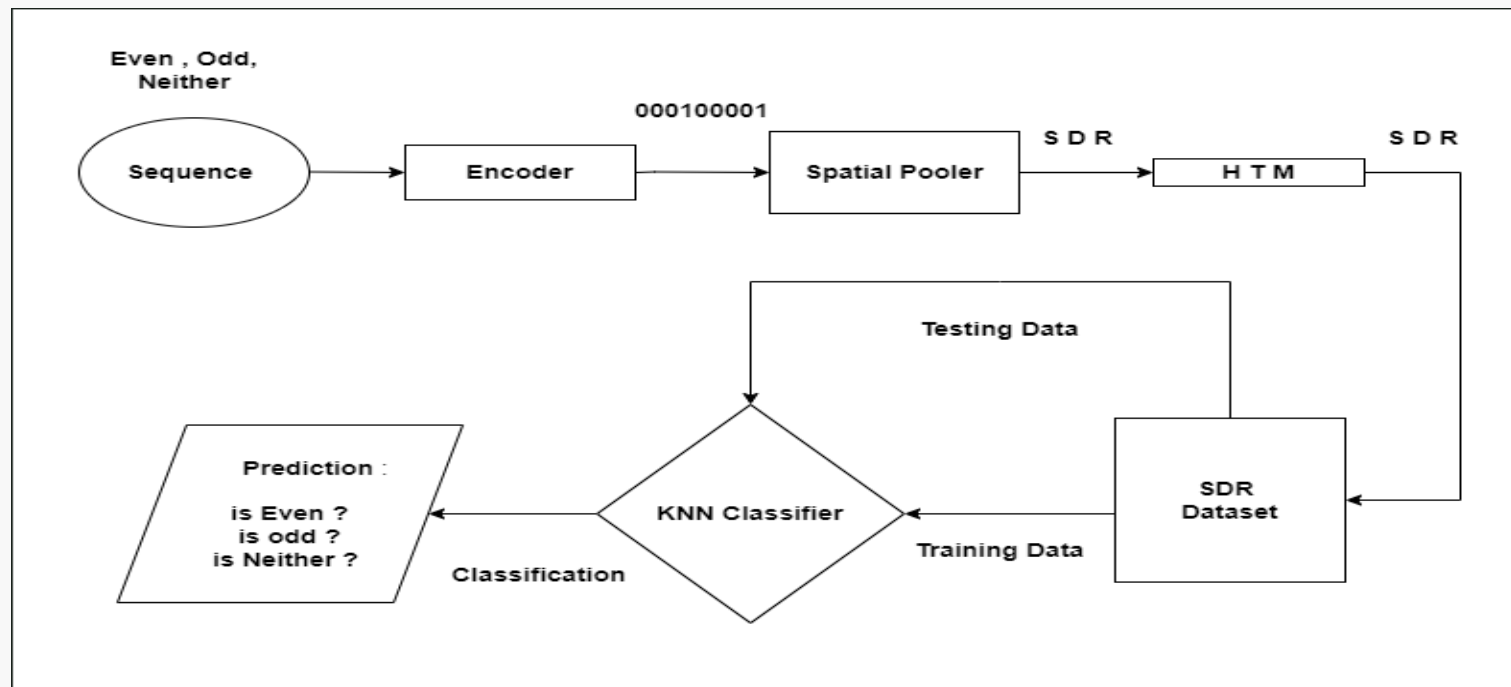 Even , Odd,
Neither
Sequence
Encoder
000100001
Spatial Pooler
S D R
H T M
S D R
Testing Data
SDR
Dataset
Training Data
KNN Classifier
Classification
Prediction :
is Even ?
is odd ?
is Neither ?